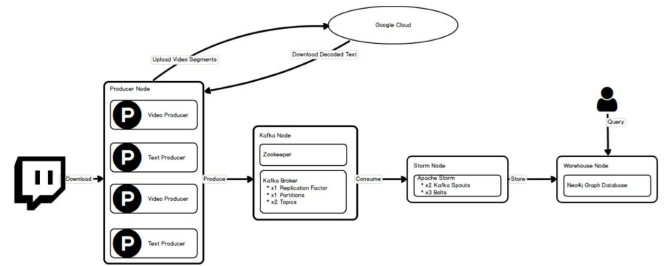 Google Cloud
Upload Video Segments
Download Decoded Text
Producer Node
P
Video Producer
P
Text Producer
P
Video Producer
P
Text Producer
Download
Produce
Kafka Node
Zookeeper
Kafka Broker
* x1 Replication Factor
* x1 Partitions
* x2 Topics
Consume
Storm Node
Apache Storm
* x2 Kafka Spouts
* x3 Bolts
Store
Query
Warehouse Node
Neo4j Graph Database